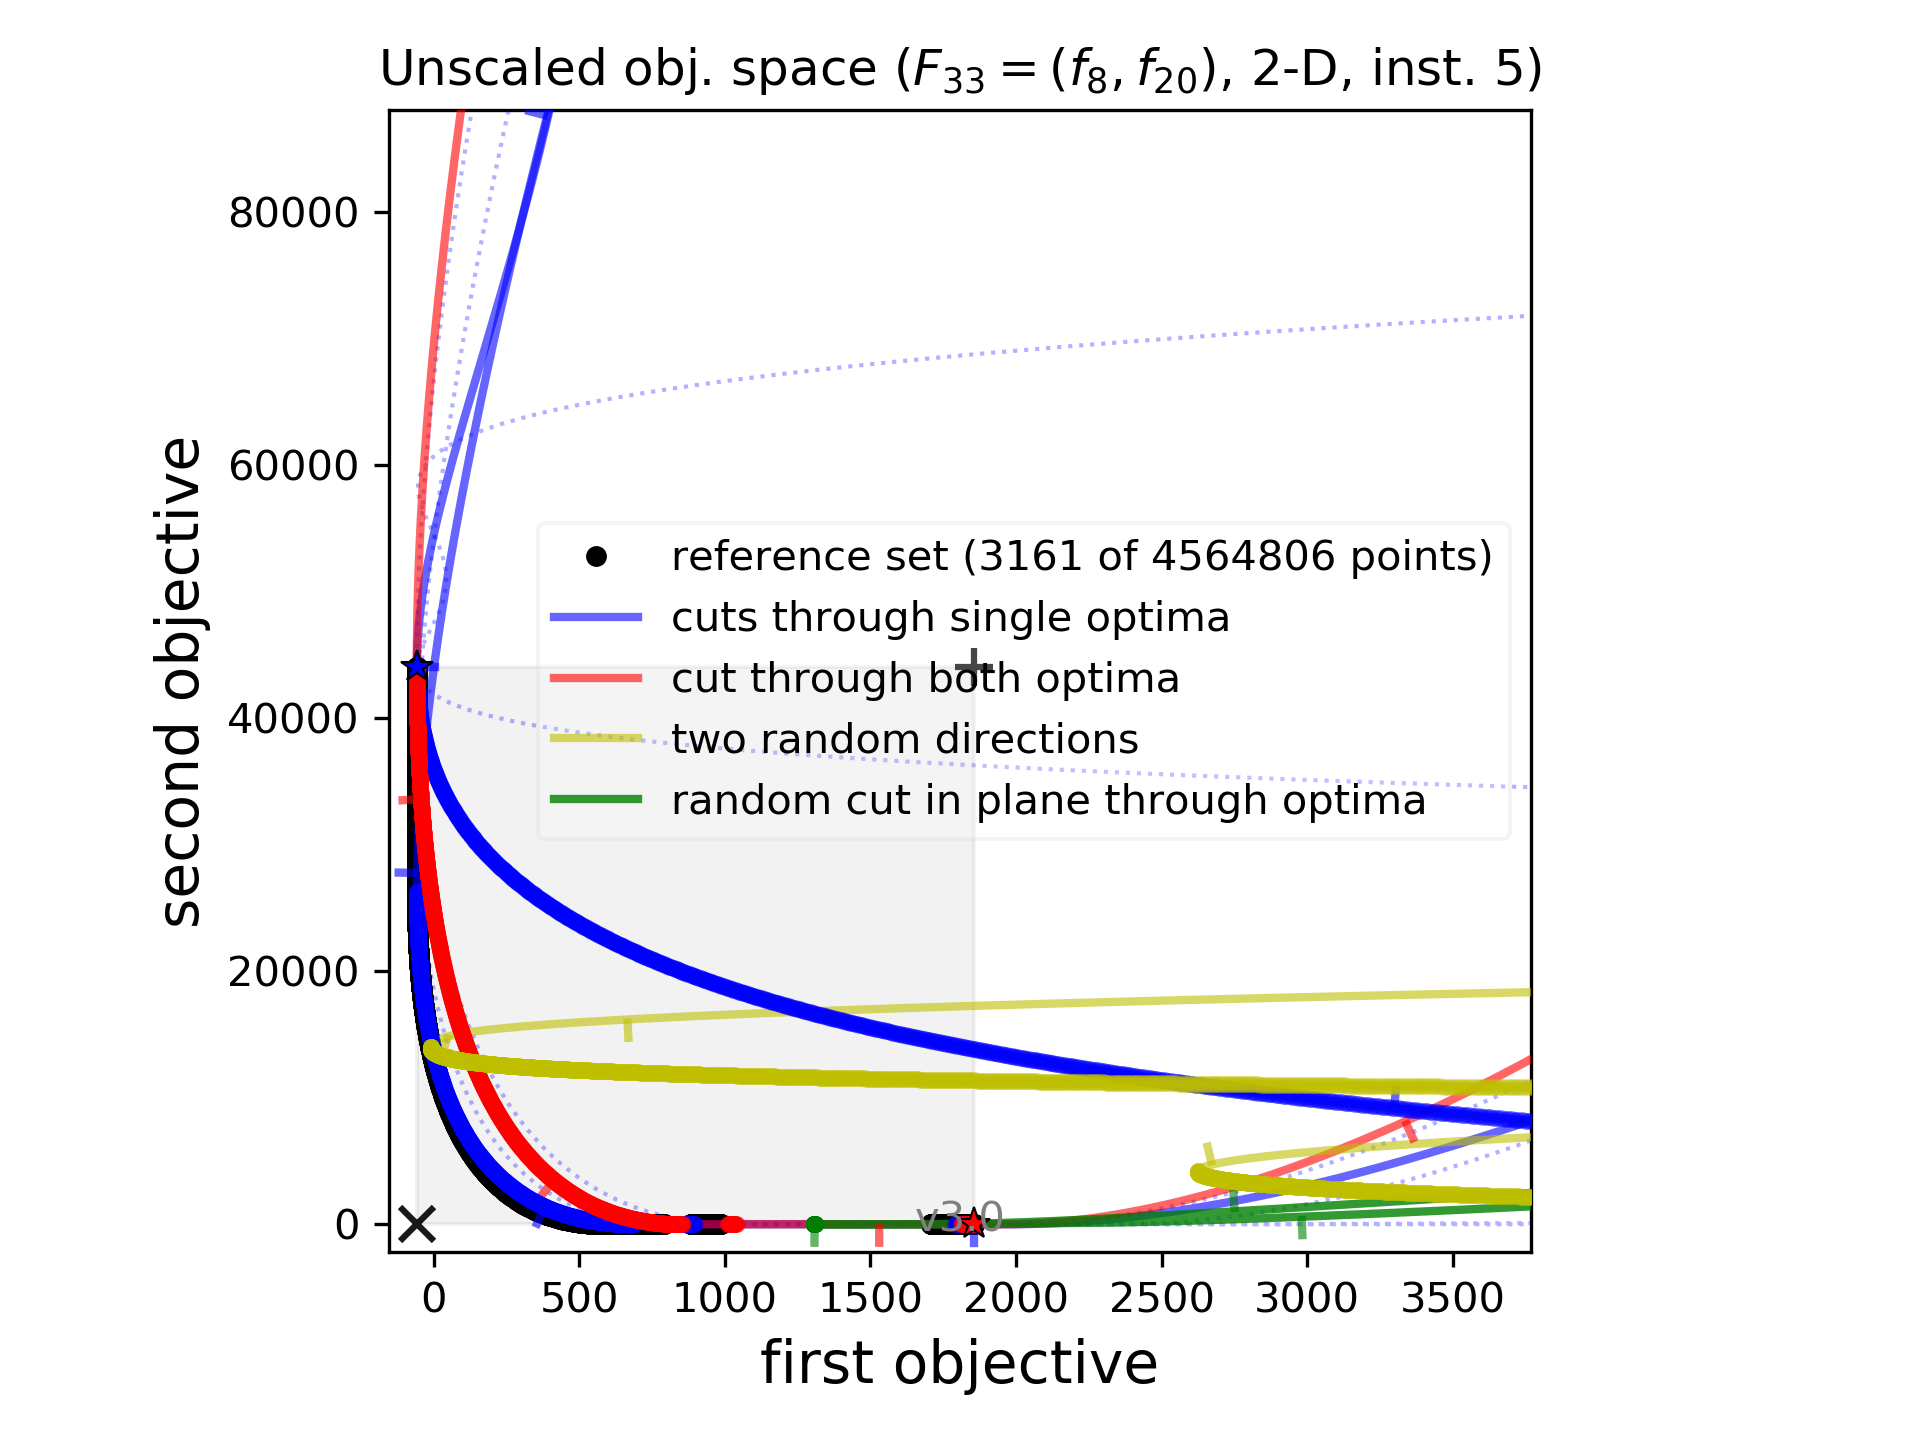 Unscaled obj. space (F₃₃ = (f₈, f₂₀), 2-D, inst. 5)
80000
60000
40000
20000
0
second objective
reference set (3161 of 4564806 points)
cuts through single optima
cut through both optima
two random directions
random cut in plane through optima
v3.0
0 500 1000 1500 2000 2500 3000 3500
first objective